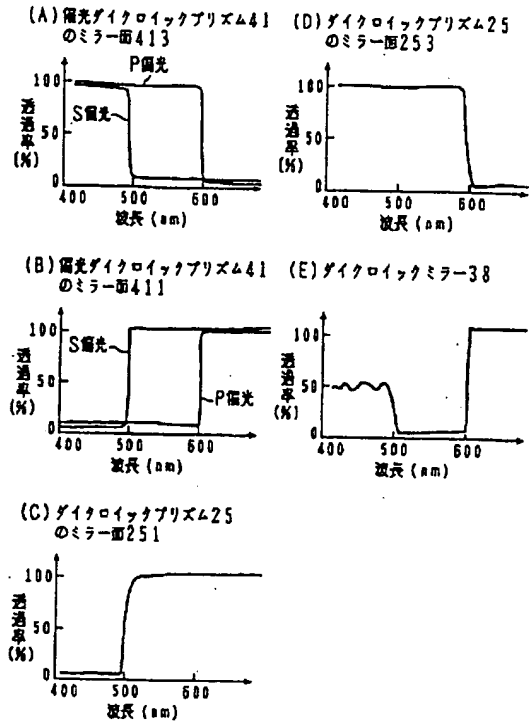 (A)偏光ダイクロイックプリズム41
のミラー面413
P偏光
S偏光
100
50
0
透過率(%)
400
500
600
波長(nm)
(D)ダイクロイックプリズム25
のミラー面253
100
50
0
透過率(%)
400
500
600
波長(nm)
(B)偏光ダイクロイックプリズム41
のミラー面411
S偏光
P偏光
100
50
0
透過率(%)
400
500
600
波長(nm)
(E)ダイクロイックミラー38
100
50
0
透過率(%)
400
500
600
波長(nm)
(C)ダイクロイックプリズム25
のミラー面251
100
50
0
透過率(%)
400
500
600
波長(nm)